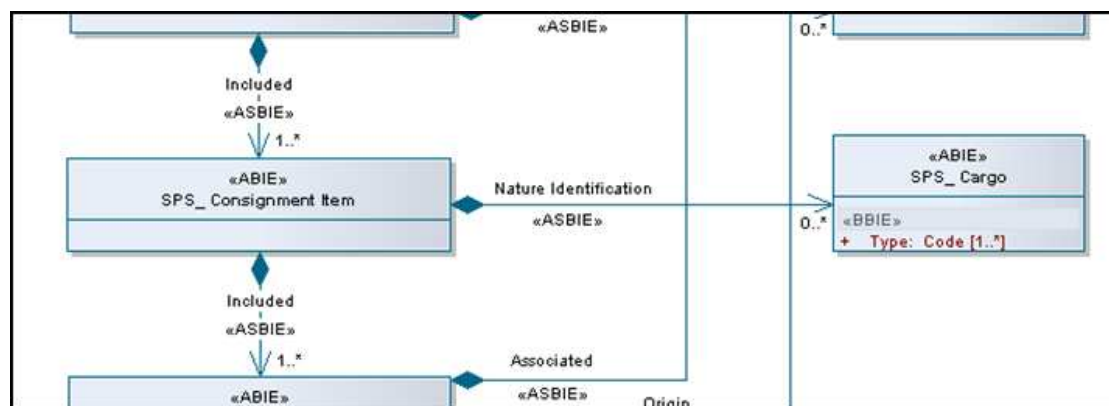 «ASBIE»
0..*
Included
«ASBIE»
1..*
«ABIE»
SPS_ Consignment Item
Nature Identification
«ASBIE»
0..*
«ABIE»
SPS_ Cargo
«BBIE»
+ Type: Code [1..*]
Included
«ASBIE»
1..*
Associated
«ASBIE»
«ABIE»
Origin